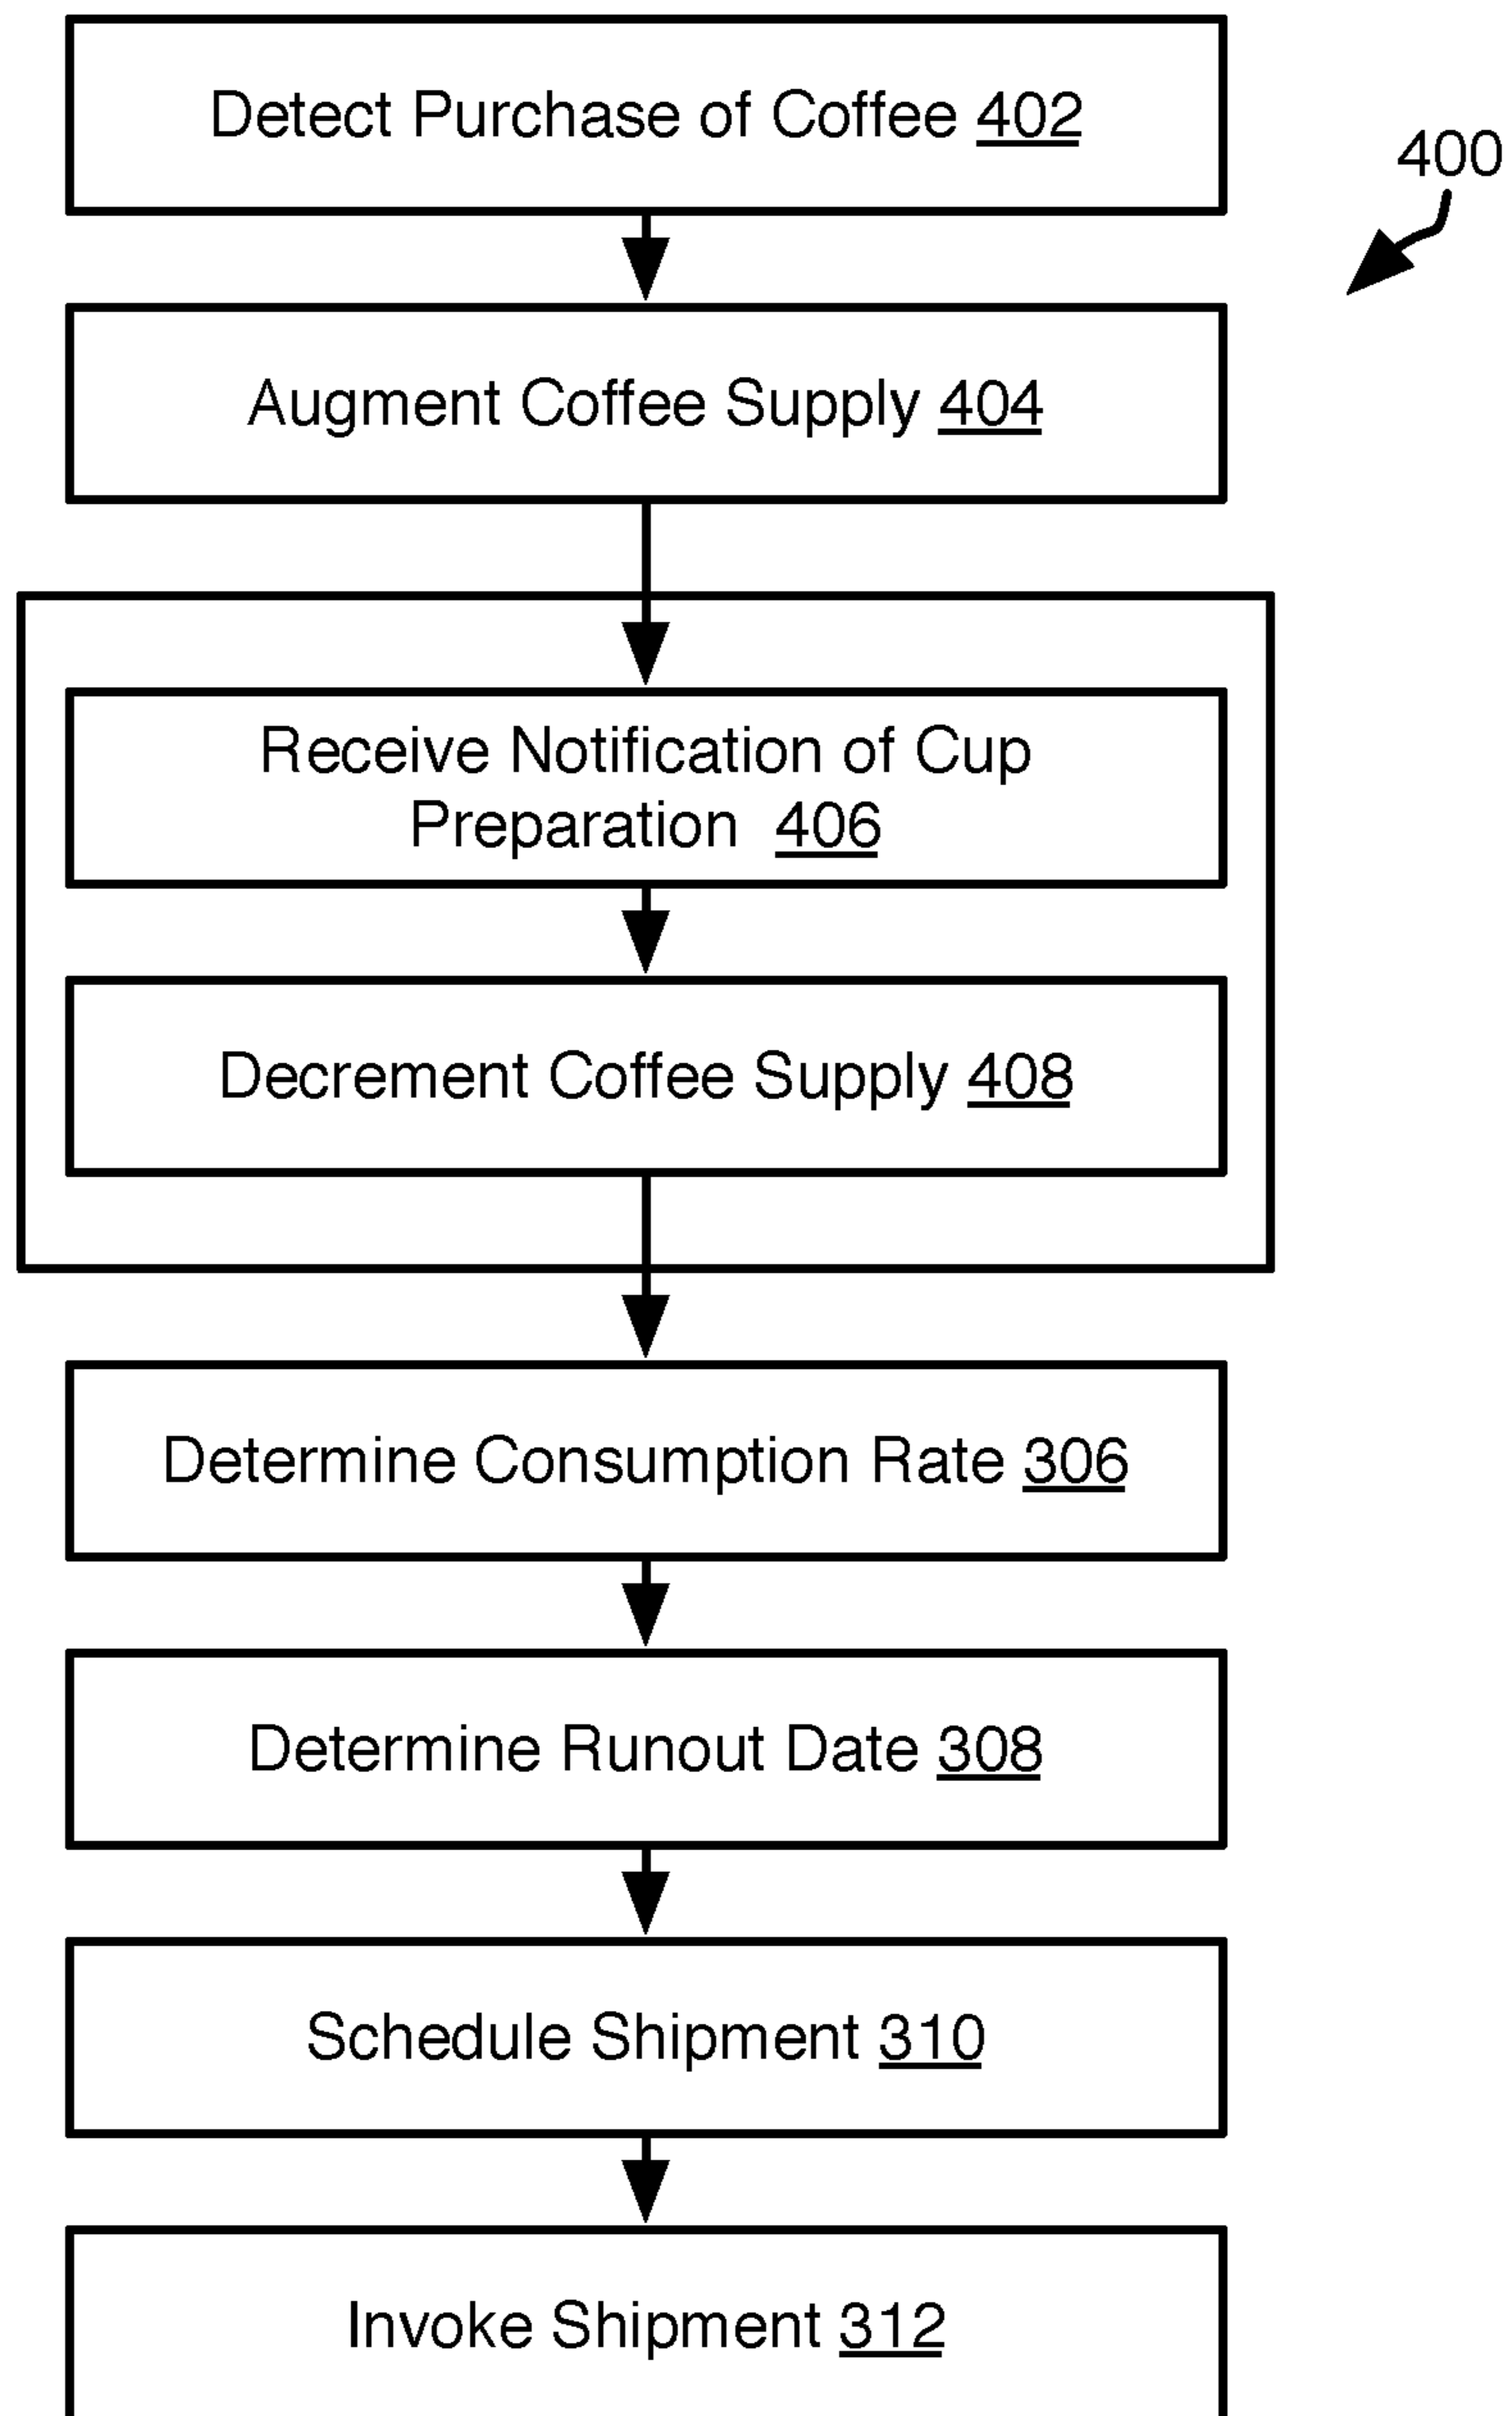 Detect Purchase of Coffee 402
400
Augment Coffee Supply 404
Receive Notification of Cup
Preparation 406
Decrement Coffee Supply 408
Determine Consumption Rate 306
Determine Runout Date 308
Schedule Shipment 310
Invoke Shipment 312